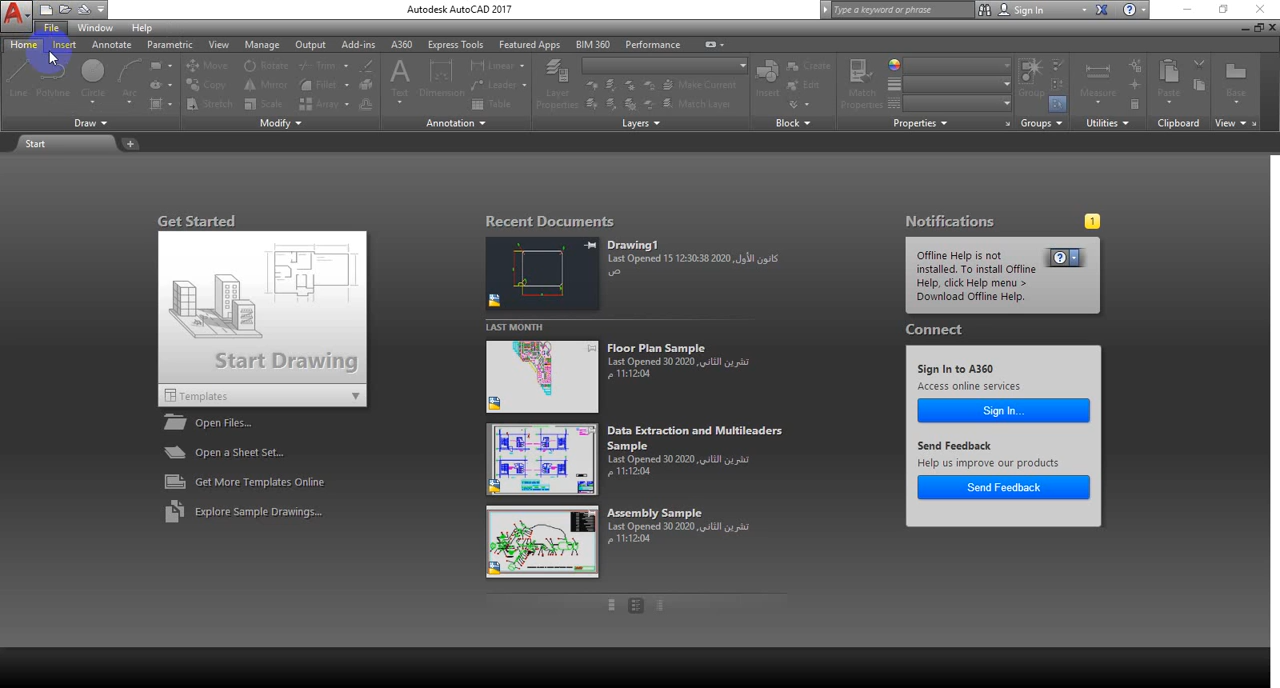 Autodesk AutoCAD 2017
Type a keyword or phrase
Sign In
File Window Help
Home Insert Annotate Parametric View Manage Output Add-ins A360 Express Tools Featured Apps BIM 360 Performance
Line Polyline Circle Arc
Move Rotate Trim
Copy Mirror Fillet
Stretch Scale Array
Text Dimension
Linear
Leader
Table
Layer Properties
Make Current
Match Layer
Insert
Create
Edit
Match Properties
Group
Measure
Paste
Base
Draw Modify Annotation Layers Block Properties Groups Utilities Clipboard View
Start
Get Started
Start Drawing
Templates
Open Files...
Open a Sheet Set...
Get More Templates Online
Explore Sample Drawings...
Recent Documents
Drawing1
Last Opened 15 12:30:38 2020 ,كانون الأول
ص
LAST MONTH
Floor Plan Sample
Last Opened 30 2020 ,تشرين الثاني
11:12:04 م
Data Extraction and Multileaders
Sample
Last Opened 30 2020 ,تشرين الثاني
11:12:04 م
Assembly Sample
Last Opened 30 2020 ,تشرين الثاني
11:12:04 م
Notifications
1
Offline Help is not
installed. To install Offline
Help, click Help menu >
Download Offline Help.
Connect
Sign In to A360
Access online services
Sign In...
Send Feedback
Help us improve our products
Send Feedback